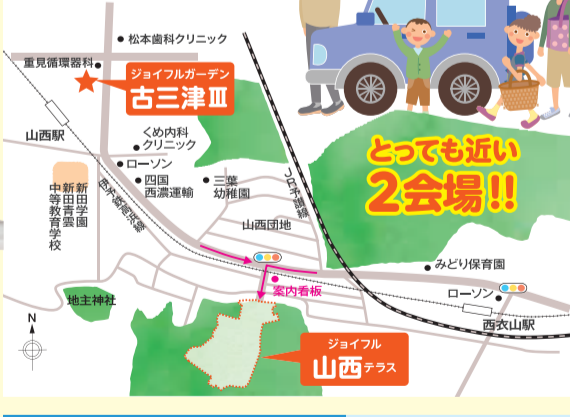 松本歯科クリニック
重見循環器科
ジョイフルガーデン
古三津Ⅲ
山西駅
くめ内科
クリニック
ローソン
四国
西濃運輸
三葉
幼稚園
JR予讃線
とっても近い
2会場!!
新田学園
新田青雲
中等教育学校
伊予鉄高浜線
山西団地
みどり保育園
案内看板
ローソン
地主神社
西衣山駅
N
ジョイフル
山西テラス